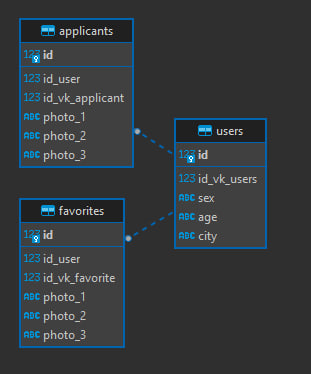 applicants
123 id
123 id_user
123 id_vk_applicant
ABC photo_1
ABC photo_2
ABC photo_3
users
123 id
123 id_vk_users
ABC sex
ABC age
ABC city
favorites
123 id
123 id_user
123 id_vk_favorite
ABC photo_1
ABC photo_2
ABC photo_3